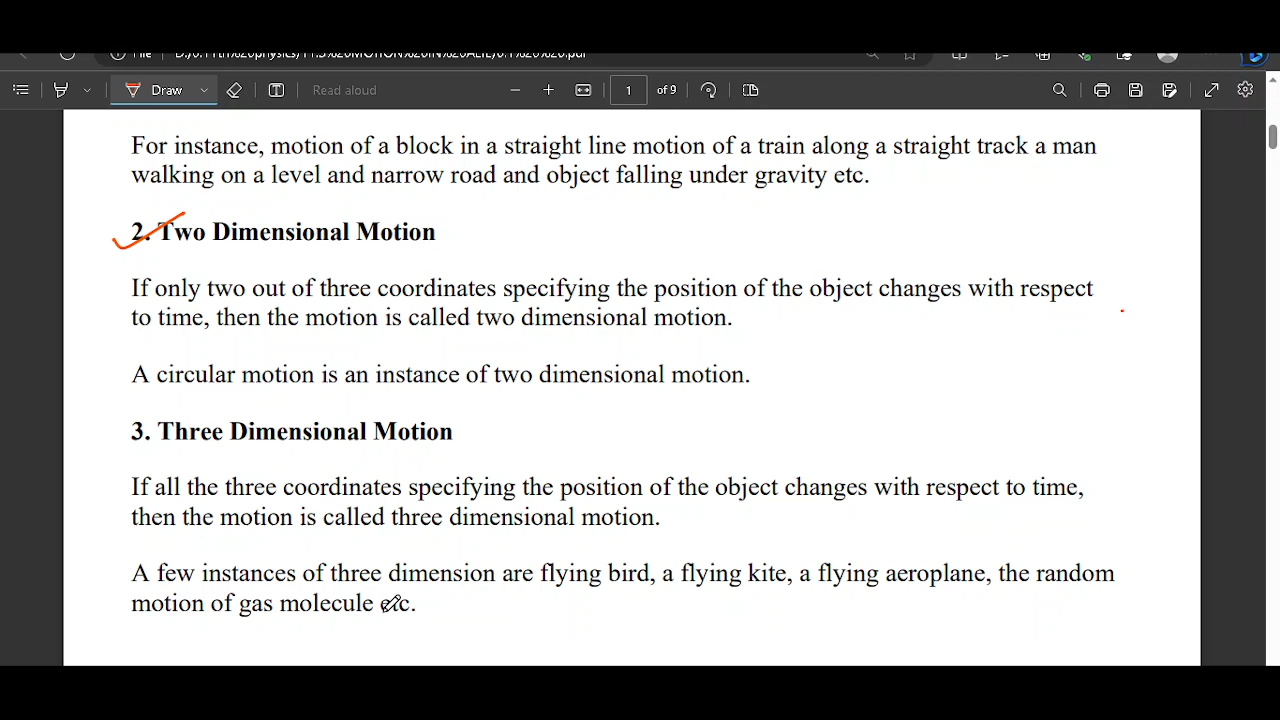 Draw
Read aloud
1
of 9
For instance, motion of a block in a straight line motion of a train along a straight track a man
walking on a level and narrow road and object falling under gravity etc.
2. Two Dimensional Motion
If only two out of three coordinates specifying the position of the object changes with respect
to time, then the motion is called two dimensional motion.
A circular motion is an instance of two dimensional motion.
3. Three Dimensional Motion
If all the three coordinates specifying the position of the object changes with respect to time,
then the motion is called three dimensional motion.
A few instances of three dimension are flying bird, a flying kite, a flying aeroplane, the random
motion of gas molecule etc.